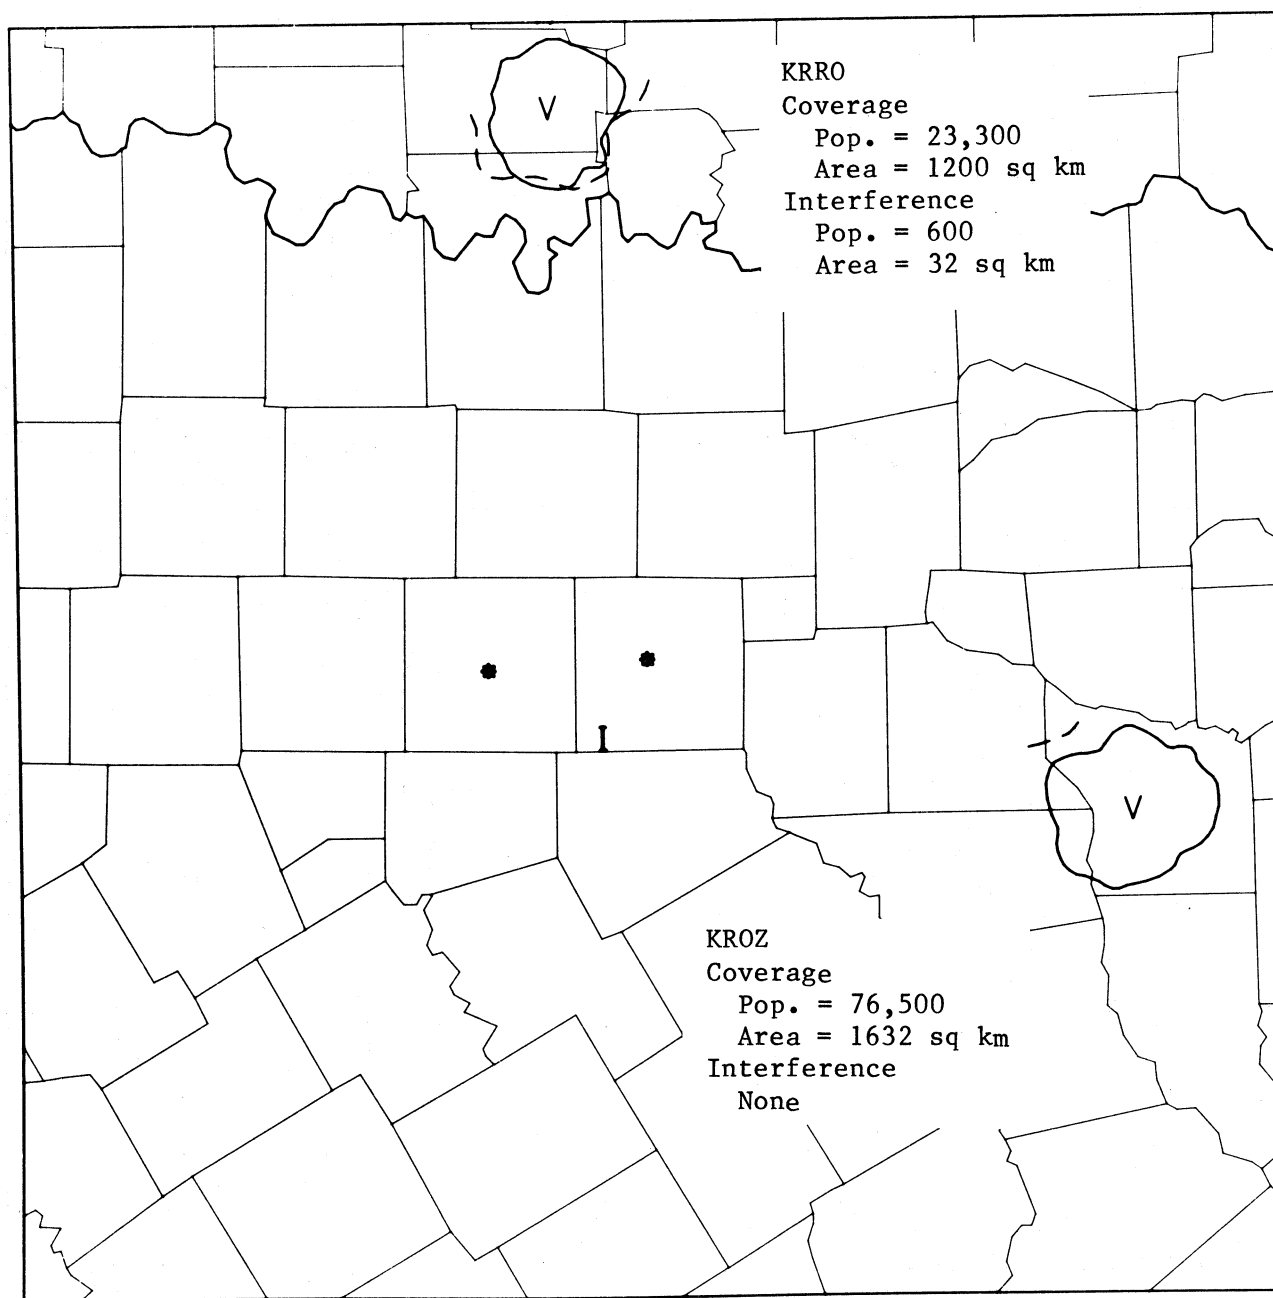 V
KRRO
Coverage
Pop. = 23,300
Area = 1200 sq km
Interference
Pop. = 600
Area = 32 sq km
I
V
KROZ
Coverage
Pop. = 76,500
Area = 1632 sq km
Interference
None